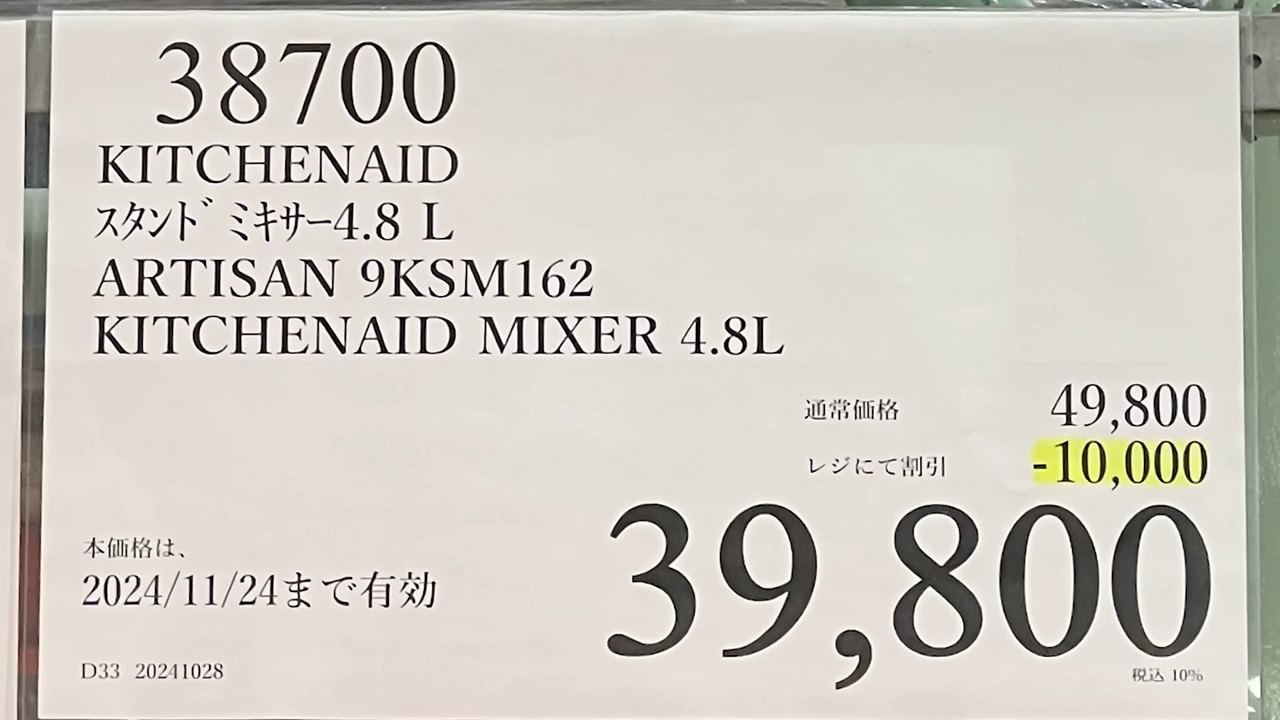 38700
KITCHENAID
ｽﾀﾝﾄﾞ ﾐｷｻｰ4.8 L
ARTISAN 9KSM162
KITCHENAID MIXER 4.8L
通常価格 49,800
レジにて割引 -10,000
39,800
本価格は、
2024/11/24まで有効
D33 20241028
税込 10%